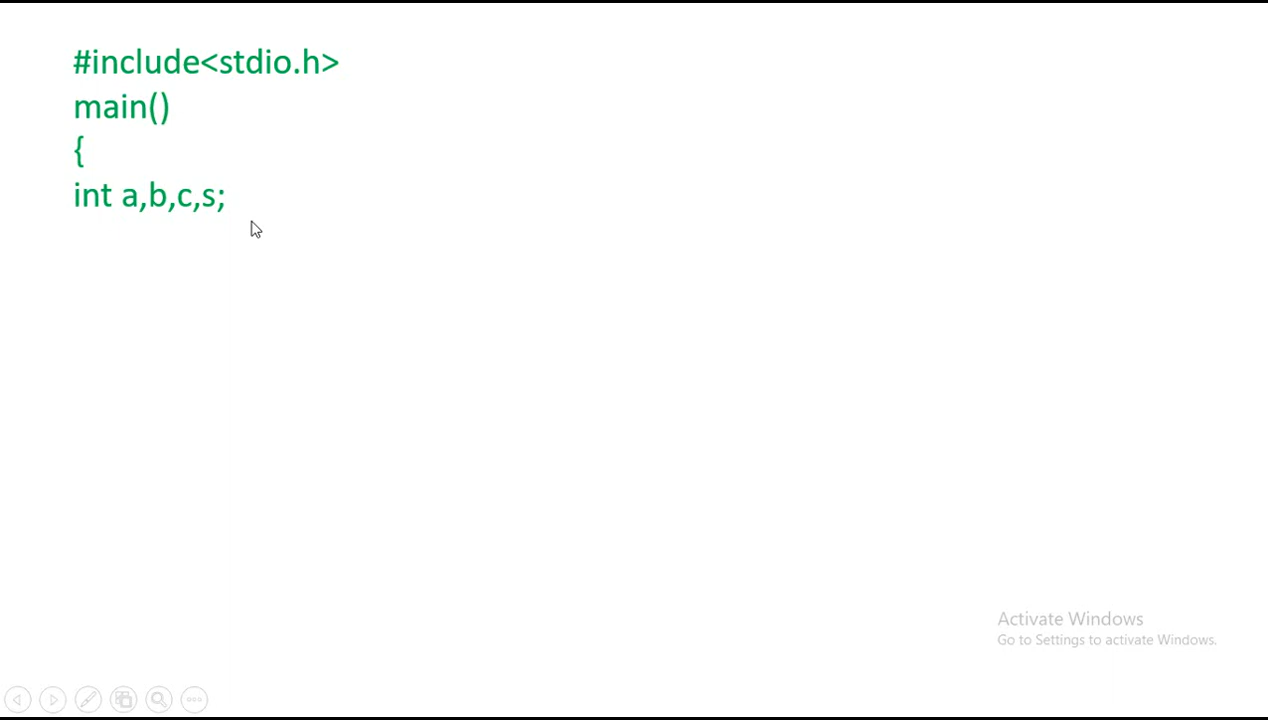 #include<stdio.h>
main()
{
int a,b,c,s;
Activate Windows
Go to Settings to activate Windows.